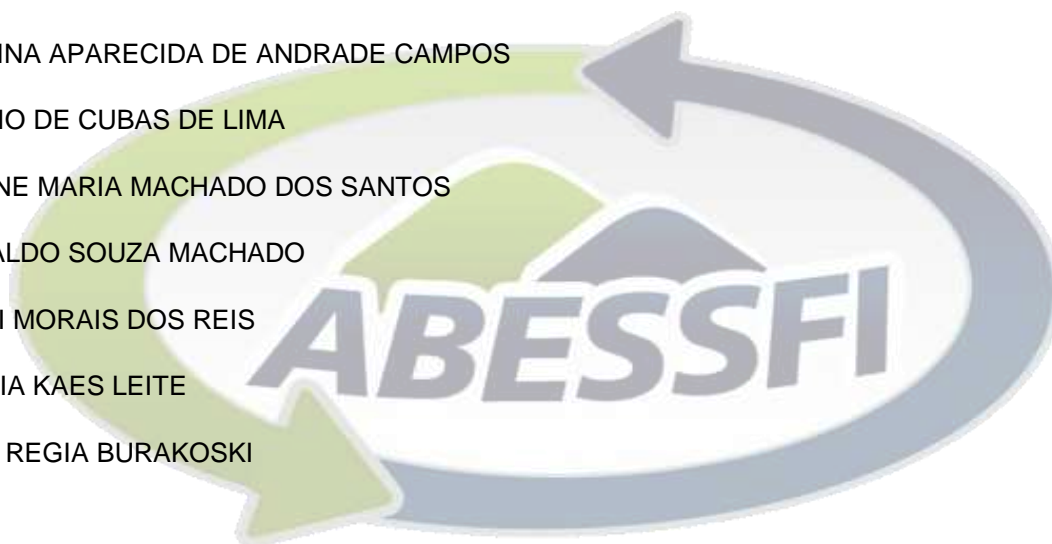 INA APARECIDA DE ANDRADE CAMPOS
IO DE CUBAS DE LIMA
NE MARIA MACHADO DOS SANTOS
ALDO SOUZA MACHADO
I MORAIS DOS REIS
IA KAES LEITE
REGIA BURAKOSKI
ABESSFI